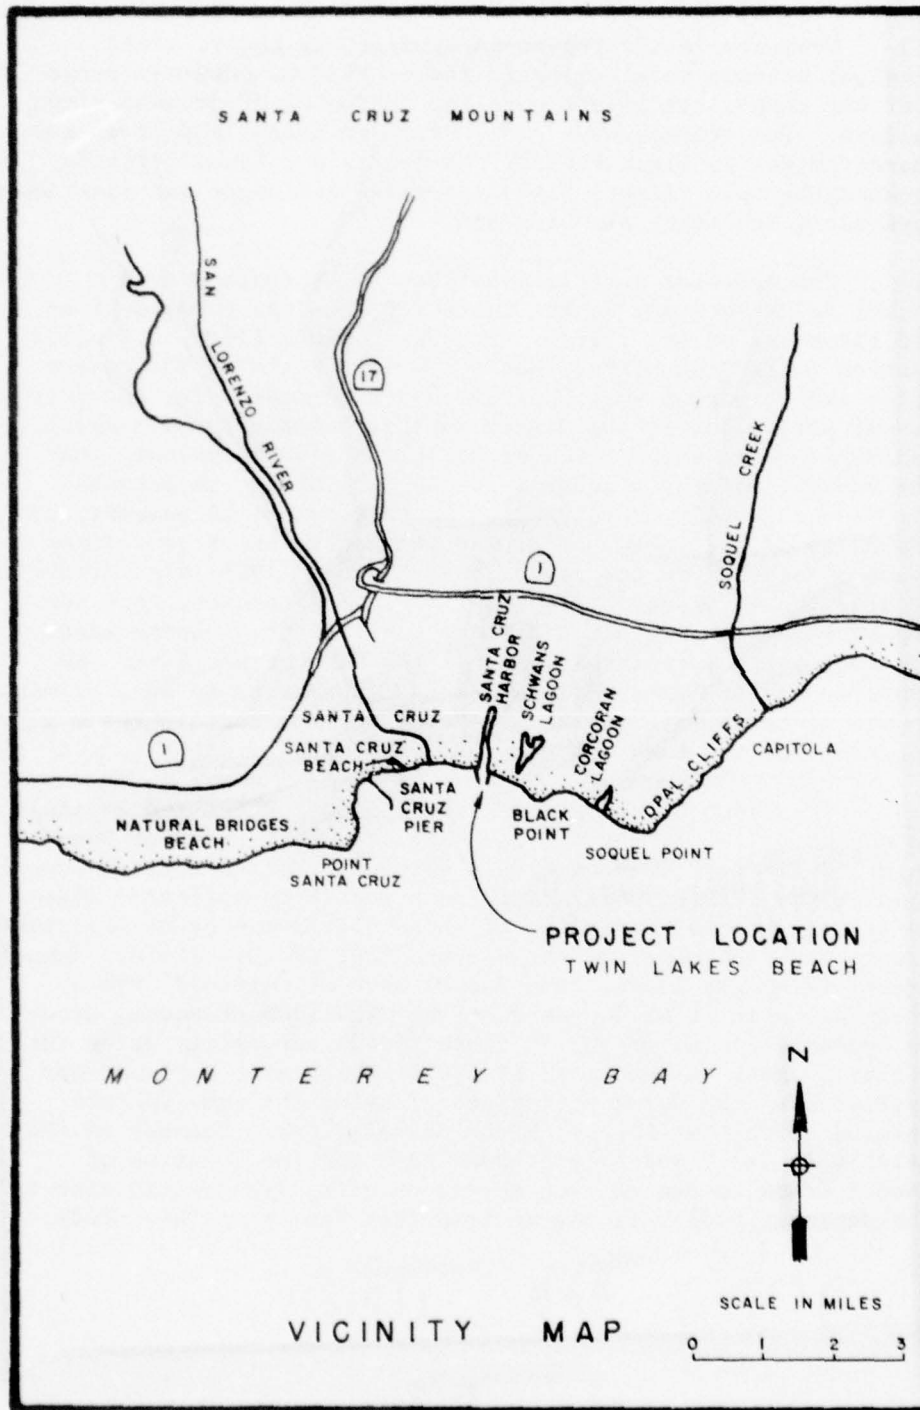 SANTA CRUZ MOUNTAINS
SAN LORENZO RIVER
17
SOQUEL CREEK
1
SANTA CRUZ
HARBOR
SCHWANS
LAGOON
CORCORAN
LAGOON
OPAL CLIFFS
CAPITOLA
SANTA CRUZ
1
SANTA CRUZ
BEACH
SANTA
CRUZ
PIER
NATURAL BRIDGES
BEACH
BLACK
POINT
SOQUEL POINT
POINT
SANTA CRUZ
PROJECT LOCATION
TWIN LAKES BEACH
MONTEREY BAY
N
SCALE IN MILES
0 1 2 3
VICINITY MAP